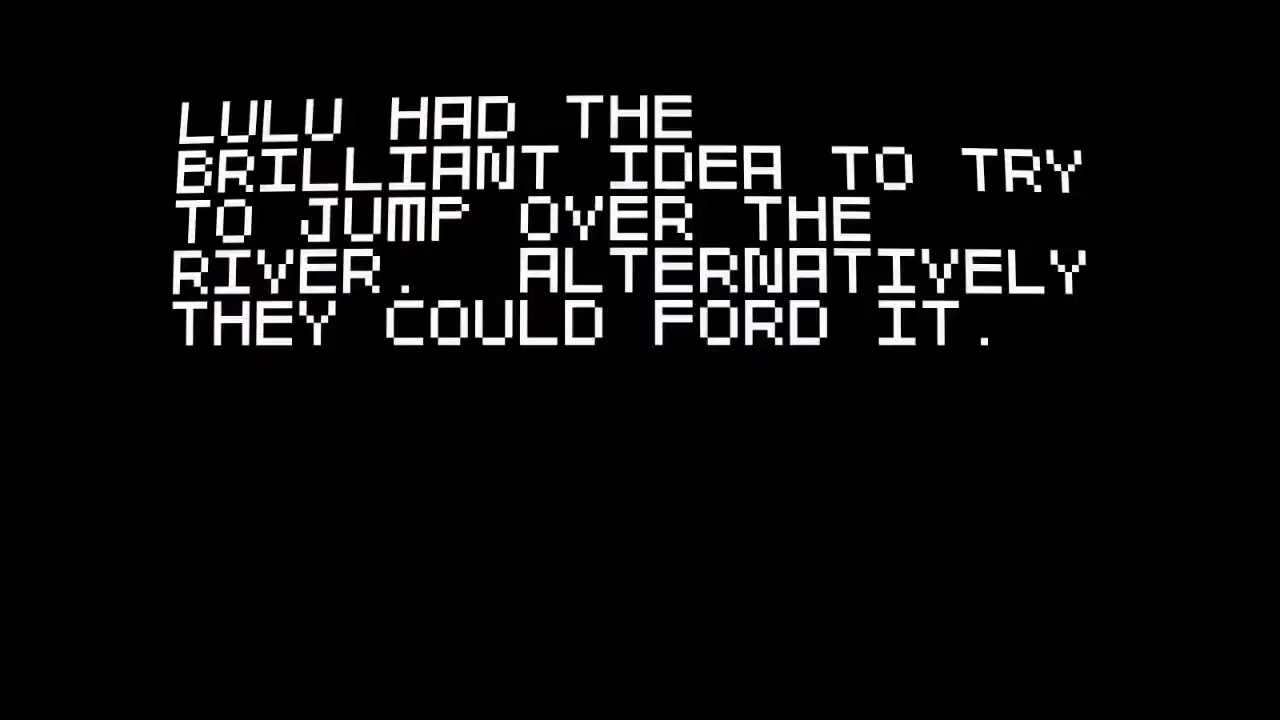 LULU HAD THE
BRILLIANT IDEA TO TRY
TO JUMP OVER THE
RIVER.  ALTERNATIVELY
THEY COULD FORD IT.